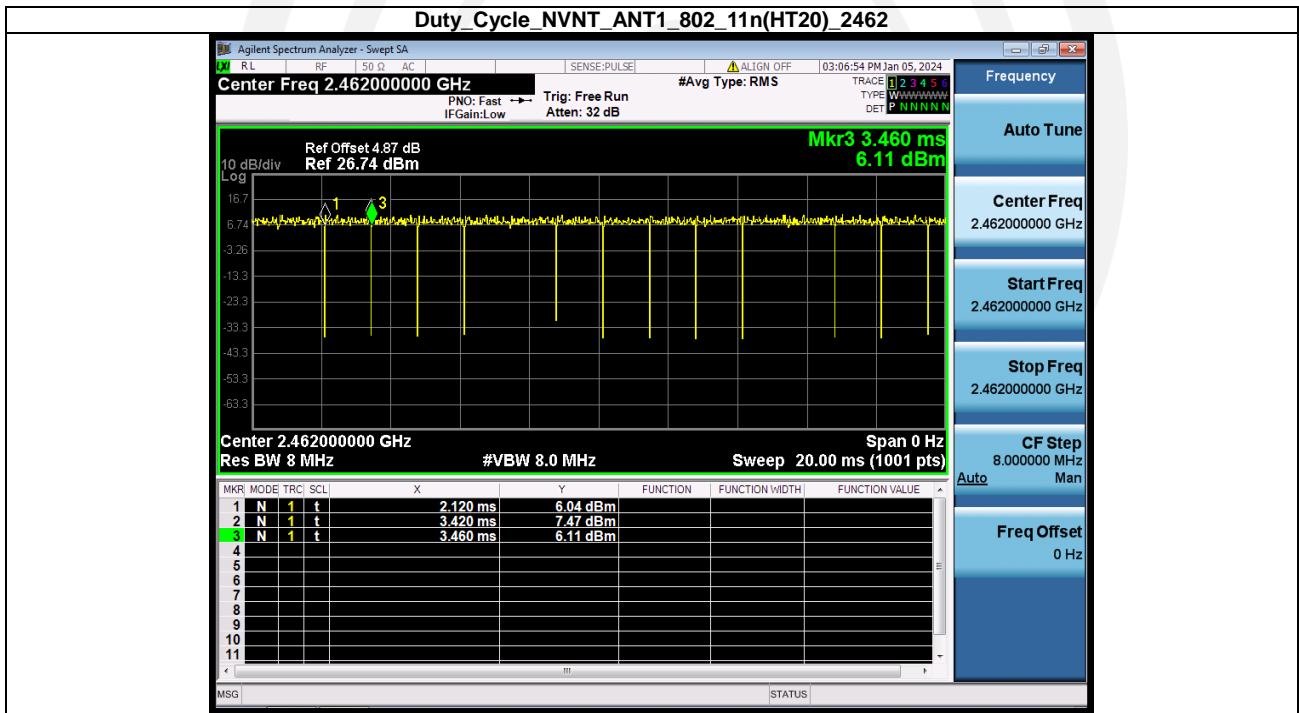 Duty_Cycle_NVNT_ANT1_802_11n(HT20)_2462
Agilent Spectrum Analyzer - Swept SA
LXI RL RF 50 Ω AC SENSE:PULSE ALIGN OFF 03:06:54 PM Jan 05, 2024
Center Freq 2.462000000 GHz
PNO: Fast
IFGain:Low
Trig: Free Run
Atten: 32 dB
#Avg Type: RMS
TRACE 1 2 3 4 5 6
TYPE WWWWWWW
DET P N N N N N
Mkr3 3.460 ms
6.11 dBm
Ref Offset 4.87 dB
10 dB/div Ref 26.74 dBm
Log
1 3
16.7
6.74
-3.26
-13.3
-23.3
-33.3
-43.3
-53.3
-63.3
Center 2.462000000 GHz Span 0 Hz
Res BW 8 MHz #VBW 8.0 MHz Sweep 20.00 ms (1001 pts)
MKR MODE TRC SCL X Y FUNCTION FUNCTION WIDTH FUNCTION VALUE
1 N 1 t 2.120 ms 6.04 dBm
2 N 1 t 3.420 ms 7.47 dBm
3 N 1 t 3.460 ms 6.11 dBm
4
5
6
7
8
9
10
11
MSG STATUS
Frequency
Auto Tune
Center Freq
2.462000000 GHz
Start Freq
2.462000000 GHz
Stop Freq
2.462000000 GHz
CF Step
8.000000 MHz
Auto Man
Freq Offset
0 Hz